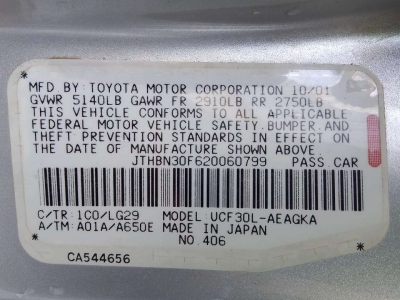 MFD. BY: TOYOTA MOTOR CORPORATION 10/01
GVWR 5140LB GAWR FR 2910LB RR 2750LB
THIS VEHICLE CONFORMS TO ALL APPLICABLE
FEDERAL MOTOR VEHICLE SAFETY, BUMPER, AND
THEFT PREVENTION STANDARDS IN EFFECT ON
THE DATE OF MANUFACTURE SHOWN ABOVE.
JTHBN30F620060799 PASS. CAR
C/TR: 1C0/LG29 MODEL: UCF30L-AEAGKA
A/TM: A01A/A650E MADE IN JAPAN
NO. 406
CA544656